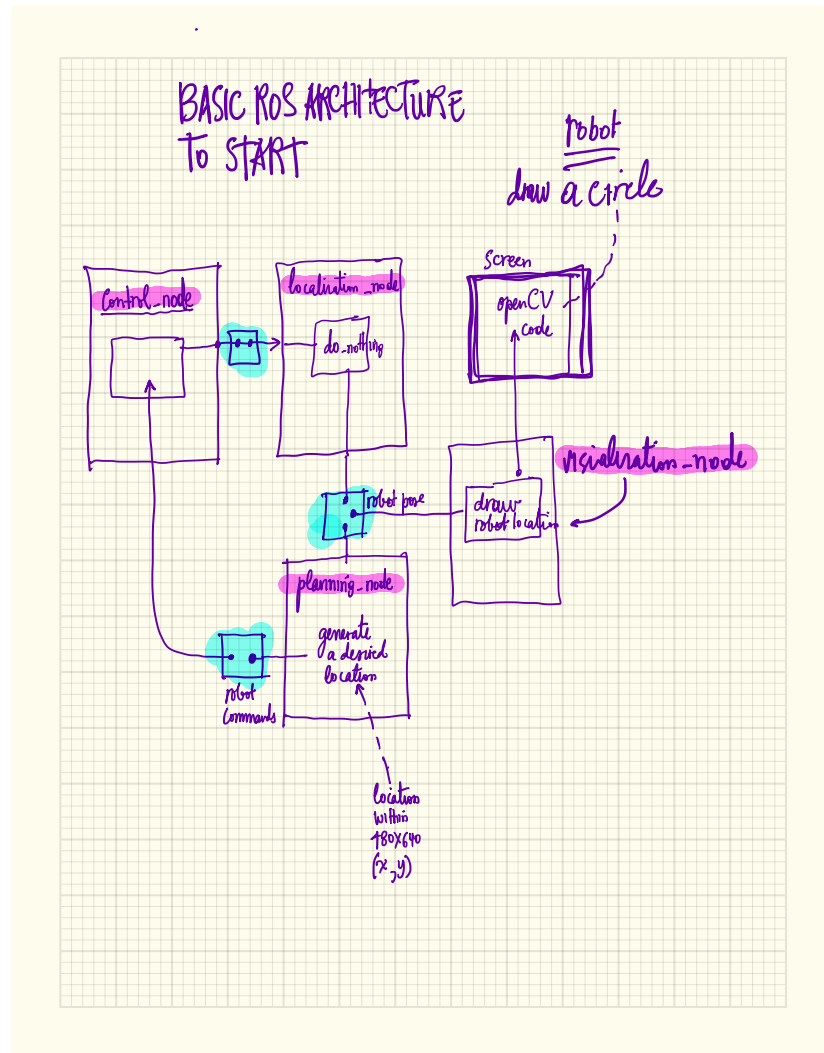 BASIC ROS ARCHITECTURE
TO START
robot
draw a circle
Screen
openCV
code
control_node
localization_node
do_nothing
visialization_node
robot pose
draw
robot location
planning_node
generate
a desired
location
robot
commands
location
within
480X640
(x,y)